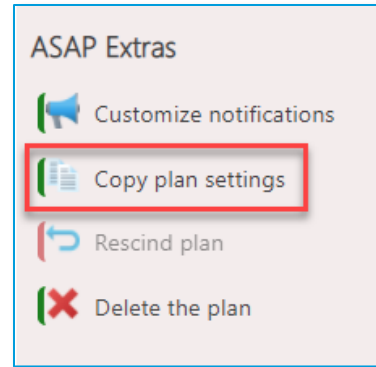 ASAP Extras
Customize notifications
Copy plan settings
Rescind plan
Delete the plan